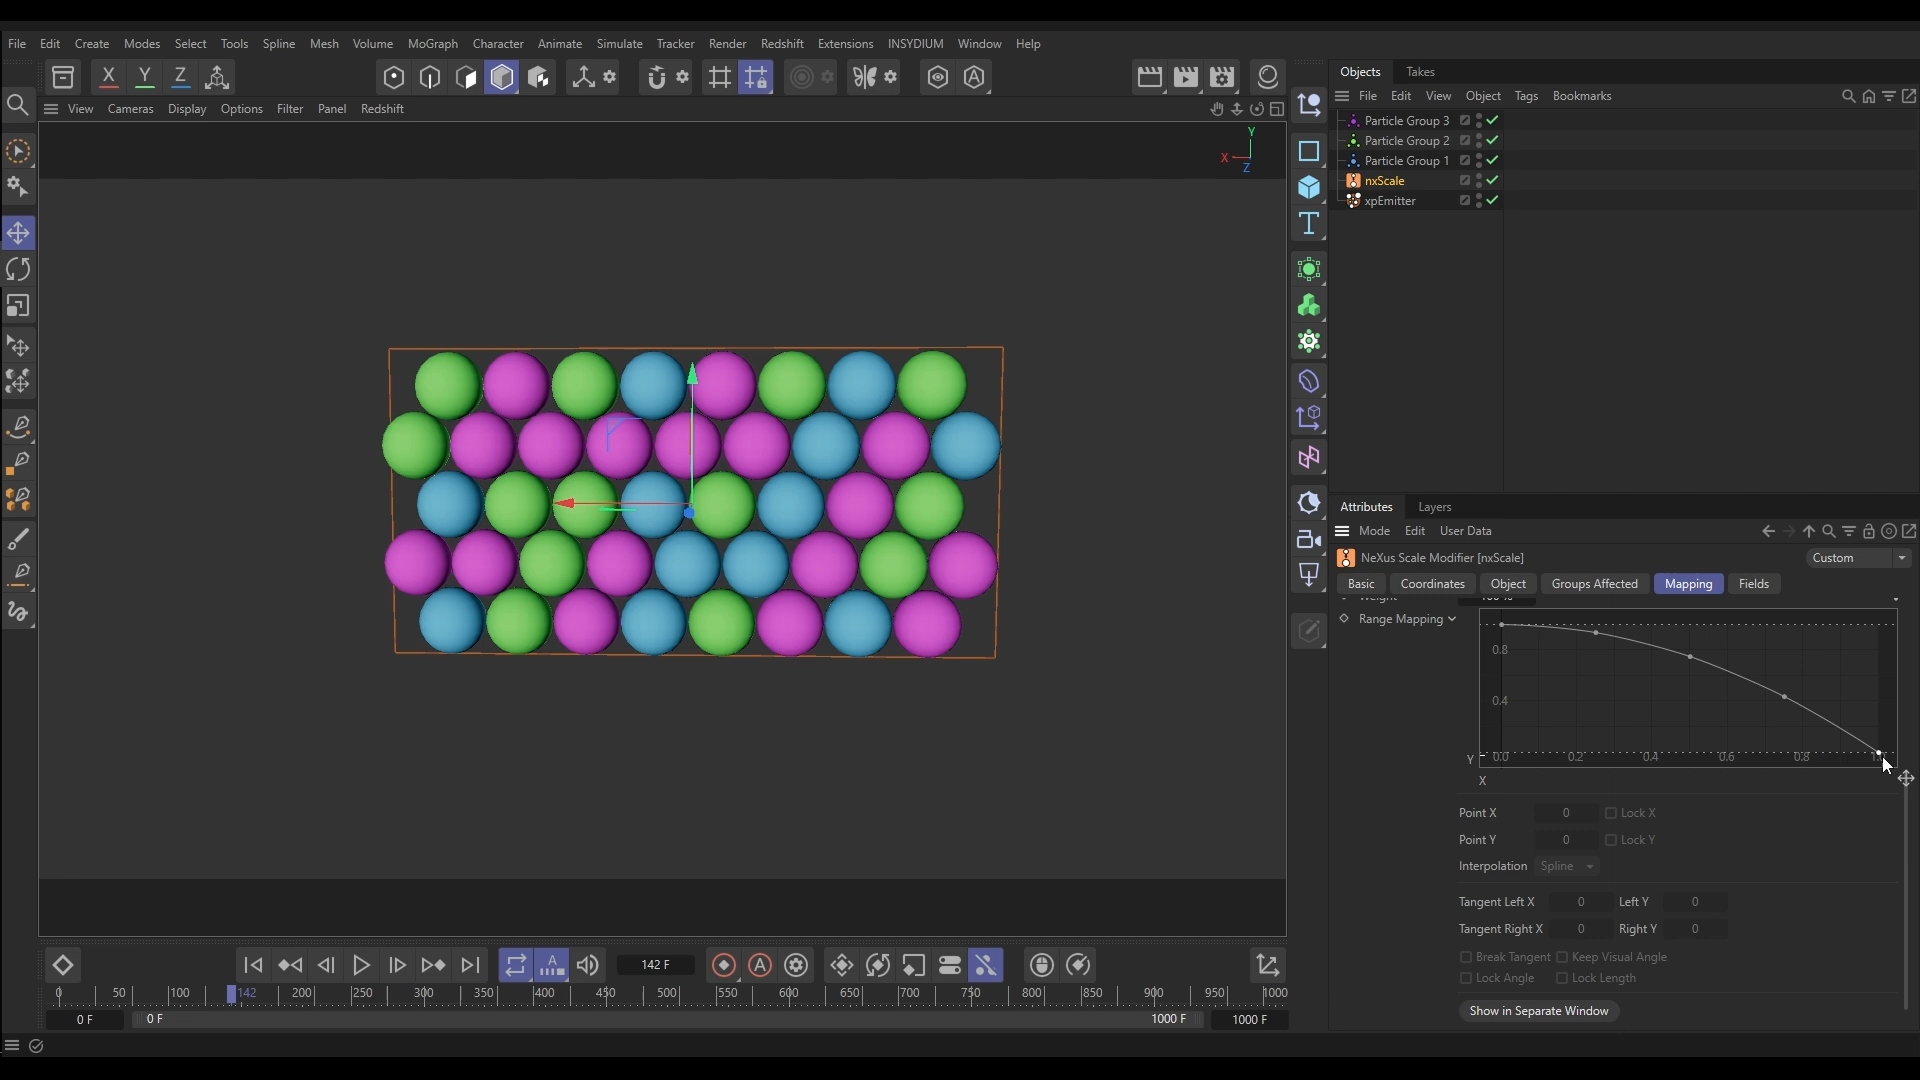 File Edit Create Modes Select Tools Spline Mesh Volume MoGraph Character Animate Simulate Tracker Render Redshift Extensions INSYDIUM Window Help
X Y Z
View Cameras Display Options Filter Panel Redshift
Y
X
Z
Objects Takes
File Edit View Object Tags Bookmarks
Particle Group 3
Particle Group 2
Particle Group 1
nxScale
xpEmitter
Attributes Layers
Mode Edit User Data
NeXus Scale Modifier [nxScale] Custom
Basic Coordinates Object Groups Affected Mapping Fields
Weight 100 %
Range Mapping
0.8
0.4
Y 0.0 0.2 0.4 0.6 0.8
X
Point X 0 Lock X
Point Y 0 Lock Y
Interpolation Spline
Tangent Left X 0 Left Y 0
Tangent Right X 0 Right Y 0
Break Tangent Keep Visual Angle
Lock Angle Lock Length
Show in Separate Window
142 F
0 50 100 142 200 250 300 350 400 450 500 550 600 650 700 750 800 850 900 950 1000
0 F 0 F 1000 F 1000 F